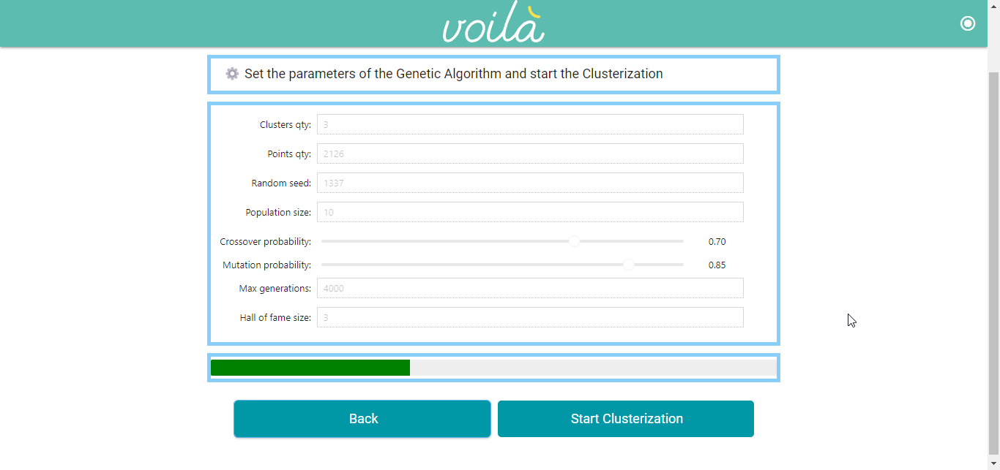 voilà
Set the parameters of the Genetic Algorithm and start the Clusterization
Clusters qty: 3
Points qty: 2126
Random seed: 1337
Population size: 10
Crossover probability: 0.70
Mutation probability: 0.85
Max generations: 4000
Hall of fame size: 3
Back Start Clusterization